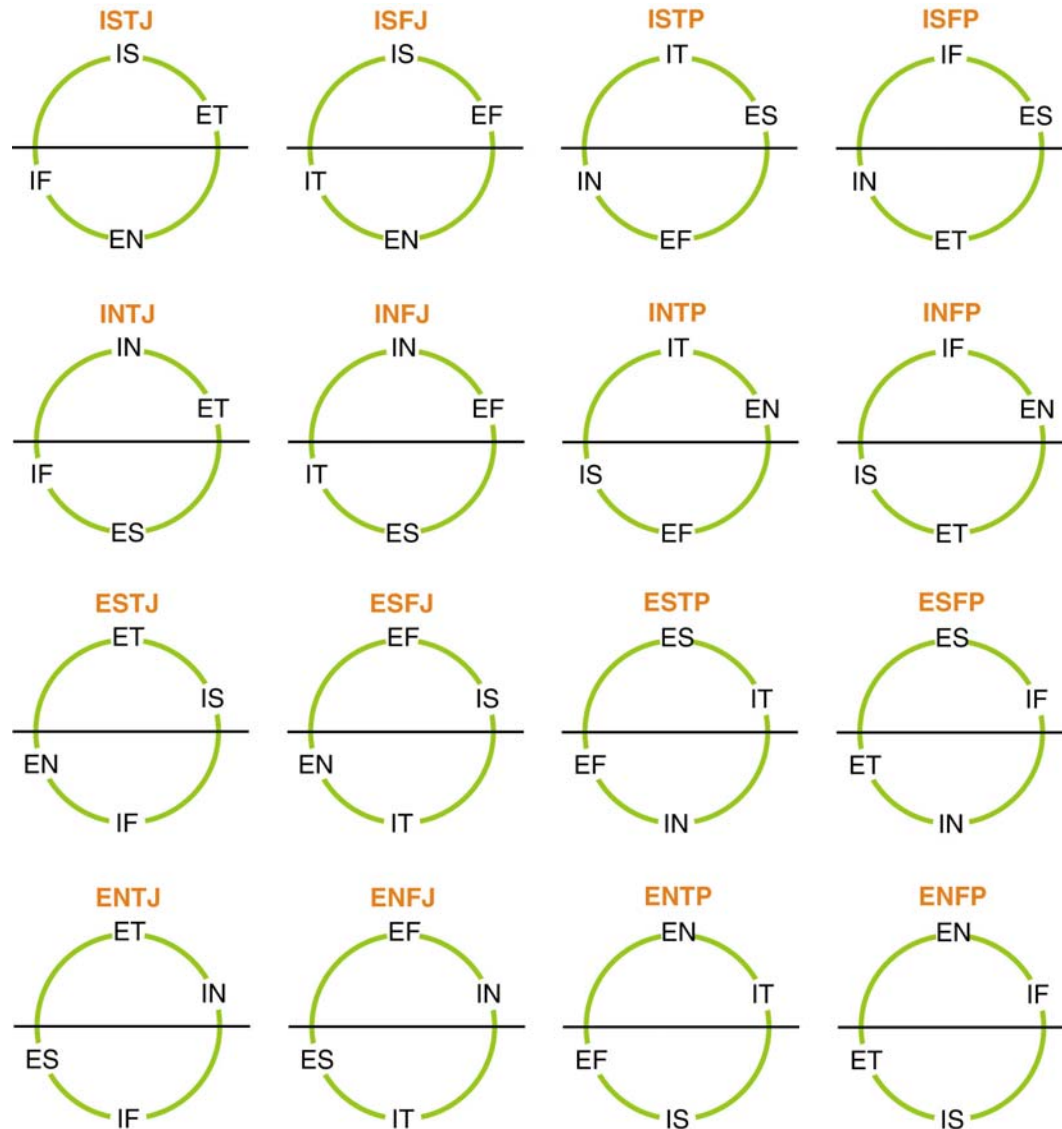 ISTJ ISFJ ISTP ISFP
IS IS IT IF
ET EF ES ES
IF IT IN IN
EN EN EF ET
INTJ INFJ INTP INFP
IN IN IT IF
ET EF EN EN
IF IT IS IS
ES ES EF ET
ESTJ ESFJ ESTP ESFP
ET EF ES ES
IS IS IT IF
EN EN EF ET
IF IT IN IN
ENTJ ENFJ ENTP ENFP
ET EF EN EN
IN IN IT IF
ES ES EF ET
IF IT IS IS